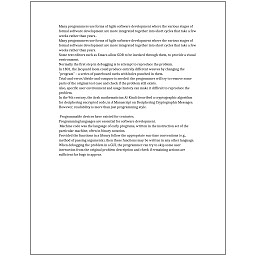 Many programmers use forms of Agile software development where the various stages of
formal software development are more integrated together into short cycles that take a few
weeks rather than years.
Many programmers use forms of Agile software development where the various stages of
formal software development are more integrated together into short cycles that take a few
weeks rather than years.
Some text editors such as Emacs allow GDB to be invoked through them, to provide a visual
environment.
Normally the first step in debugging is to attempt to reproduce the problem.
In 1801, the Jacquard loom could produce entirely different weaves by changing the
"program" – a series of pasteboard cards with holes punched in them.
Trial-and-error/divide-and-conquer is needed: the programmer will try to remove some
parts of the original test case and check if the problem still exists.
Also, specific user environment and usage history can make it difficult to reproduce the
problem.
In the 9th century, the Arab mathematician Al-Kindi described a cryptographic algorithm
for deciphering encrypted code, in A Manuscript on Deciphering Cryptographic Messages.
However, readability is more than just programming style.

Programmable devices have existed for centuries.
Programming languages are essential for software development.
Machine code was the language of early programs, written in the instruction set of the
particular machine, often in binary notation.
Provided the functions in a library follow the appropriate run-time conventions (e.g.,
method of passing arguments), then these functions may be written in any other language.
When debugging the problem in a GUI, the programmer can try to skip some user
interaction from the original problem description and check if remaining actions are
sufficient for bugs to appear.